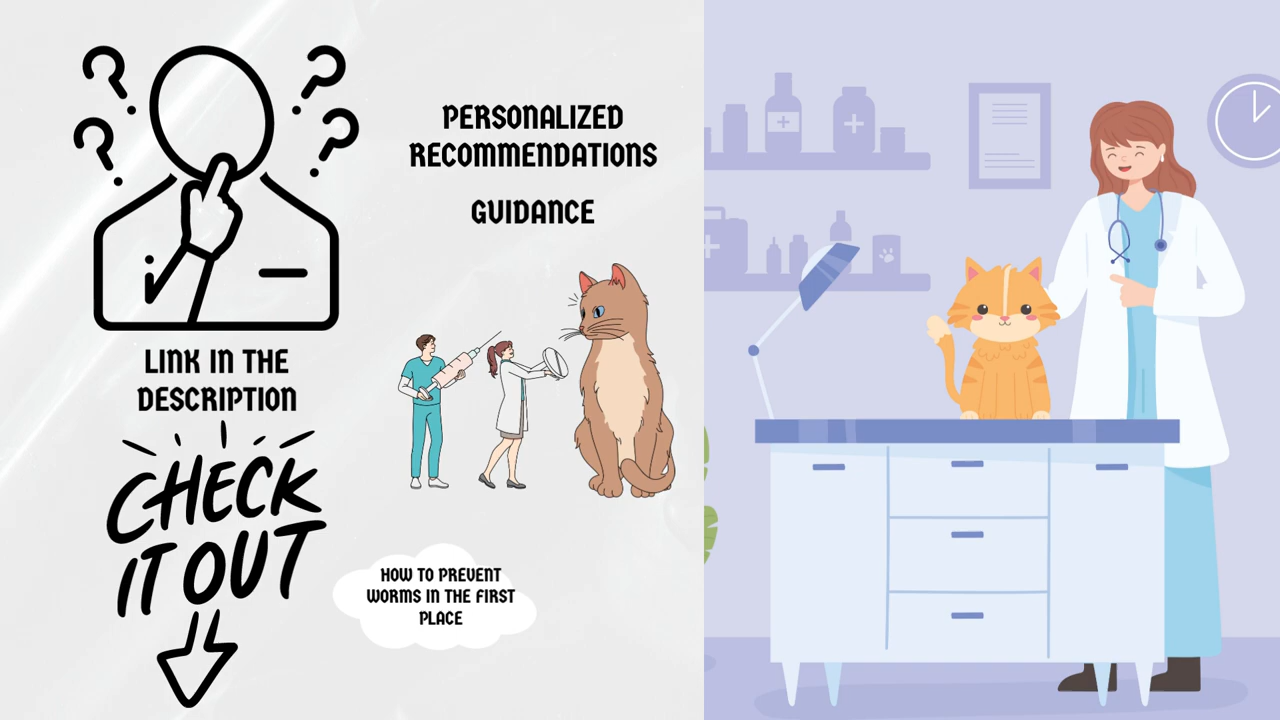 PERSONALIZED
RECOMMENDATIONS
GUIDANCE
LINK IN THE
DESCRIPTION
CHECK
IT OUT
HOW TO PREVENT
WORMS IN THE FIRST
PLACE